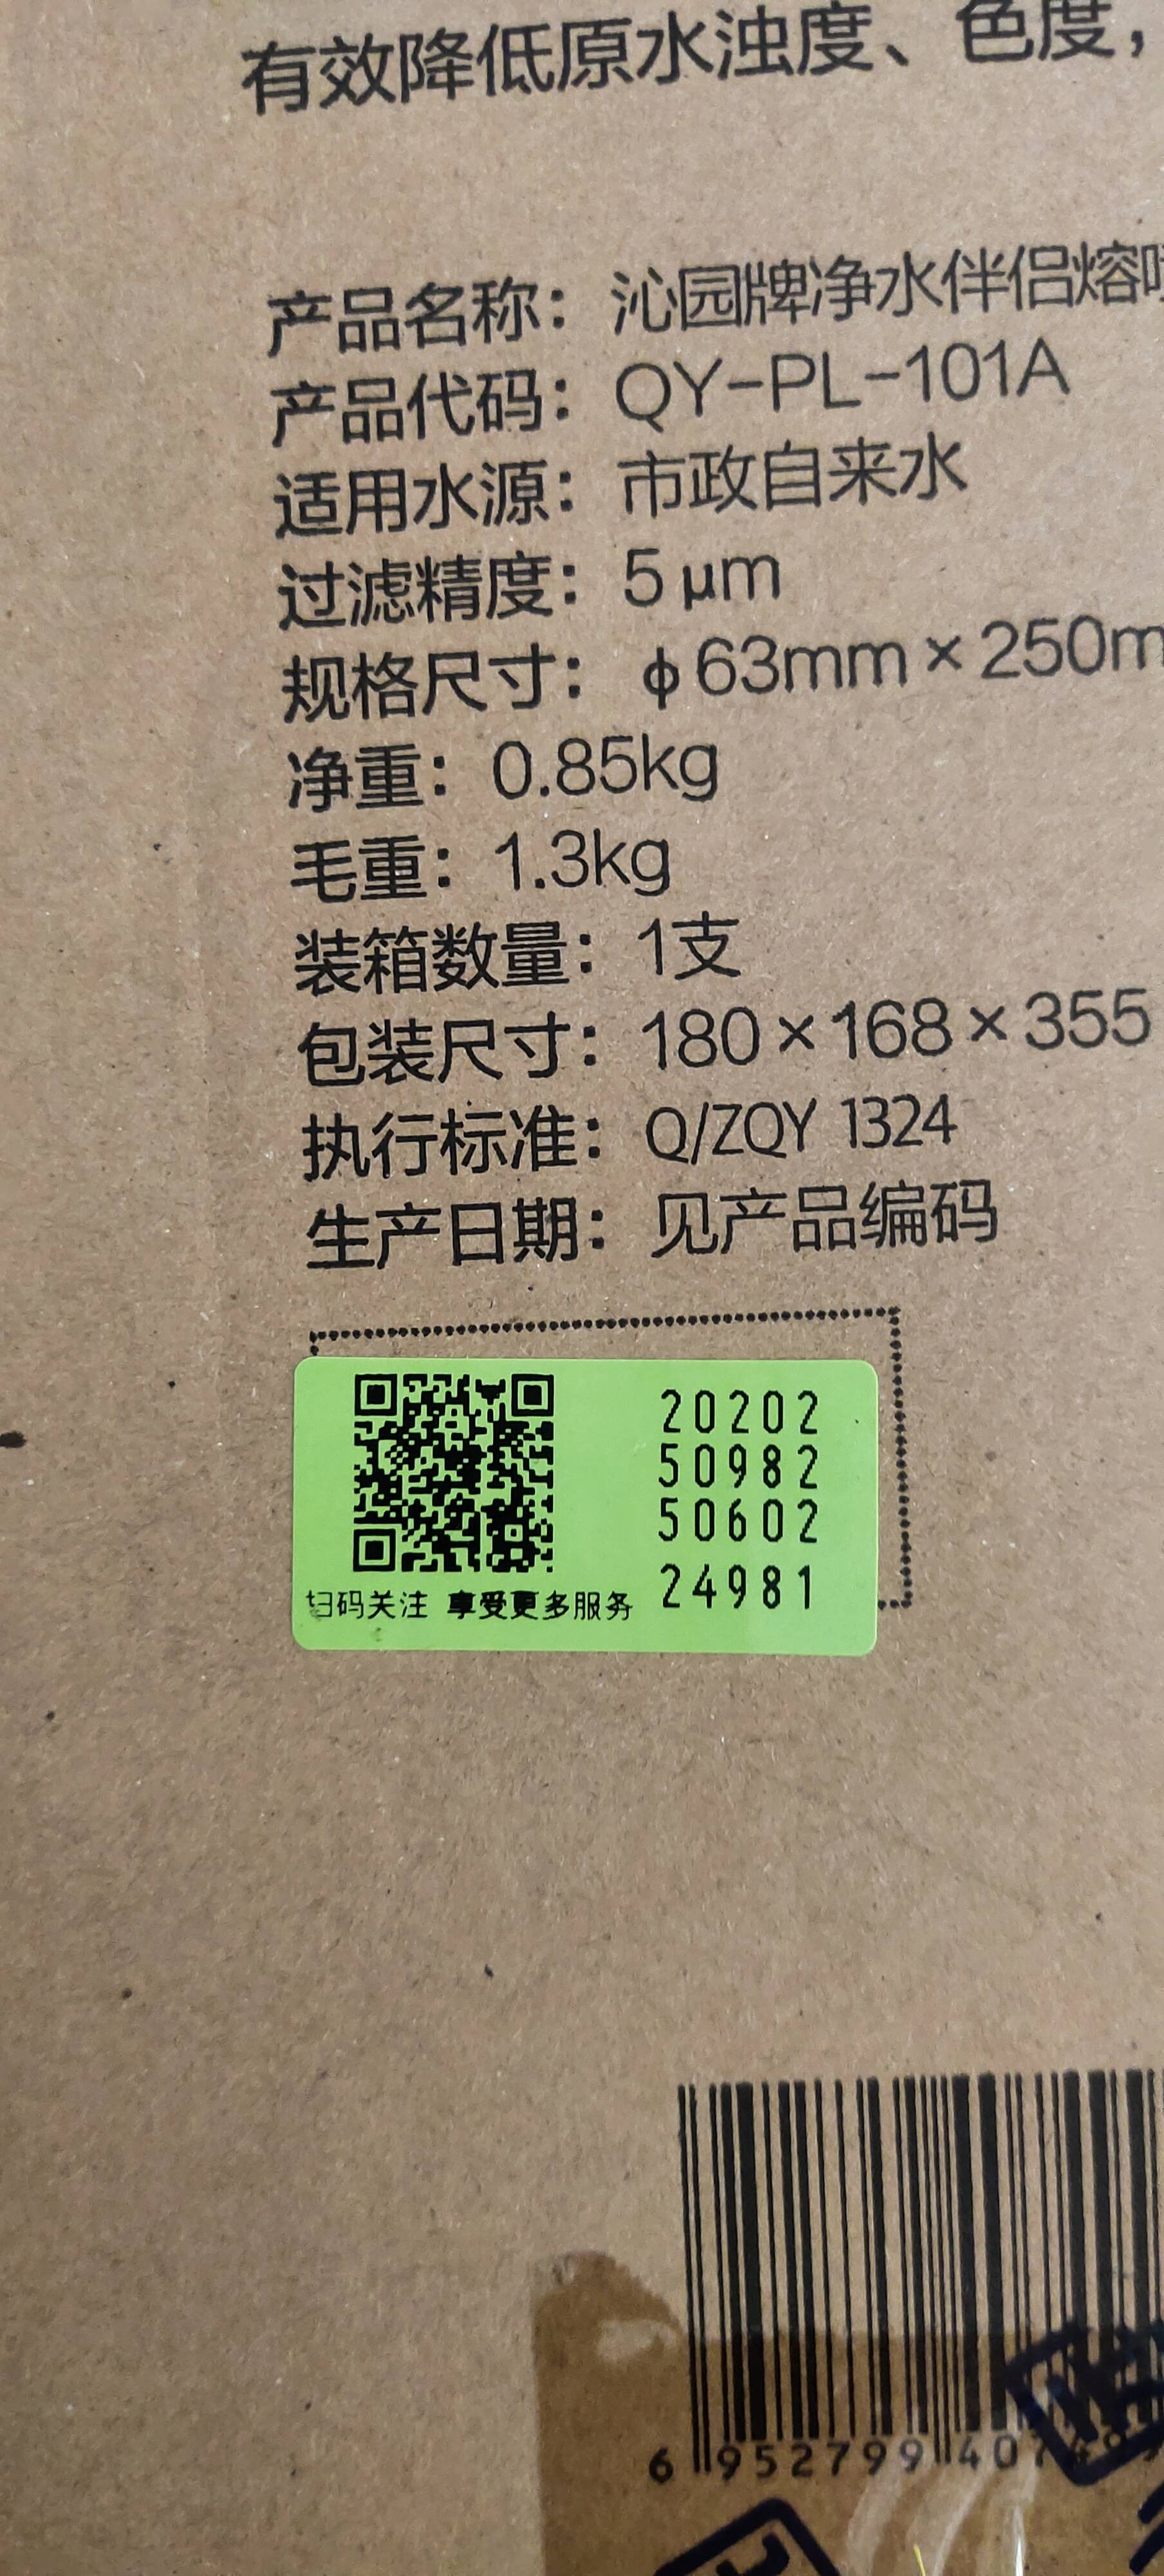 有效降低原水浊度、色度，
产品名称：沁园牌净水伴侣熔喷
产品代码：QY-PL-101A
适用水源：市政自来水
过滤精度：5μm
规格尺寸：ф63mm×250m
净重：0.85kg
毛重：1.3kg
装箱数量：1支
包装尺寸：180×168×355
执行标准：Q/ZQY 1324
生产日期：见产品编码
20202
50982
50602
24981
扫码关注 享受更多服务
6 952799 407